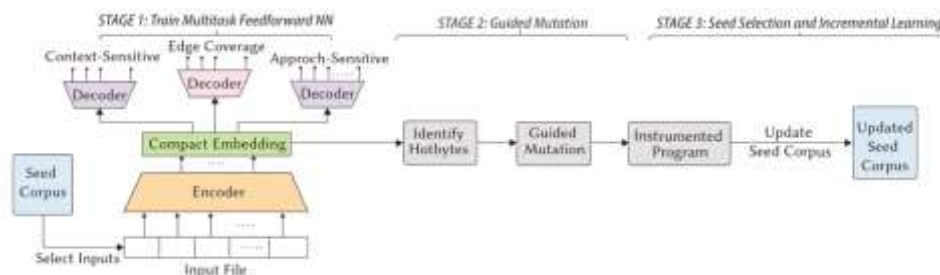 STAGE 1: Train Multitask Feedforward NN
STAGE 2: Guided Mutation
STAGE 3: Seed Selection and Incremental Learning
Context-Sensitive
Edge Coverage
Approch-Sensitive
Decoder
Decoder
Decoder
Compact Embedding
Identify
Hotbytes
Guided
Mutation
Instrumented
Program
Update
Seed Corpus
Updated
Seed
Corpus
Seed
Corpus
Encoder
Select Inputs
Input File